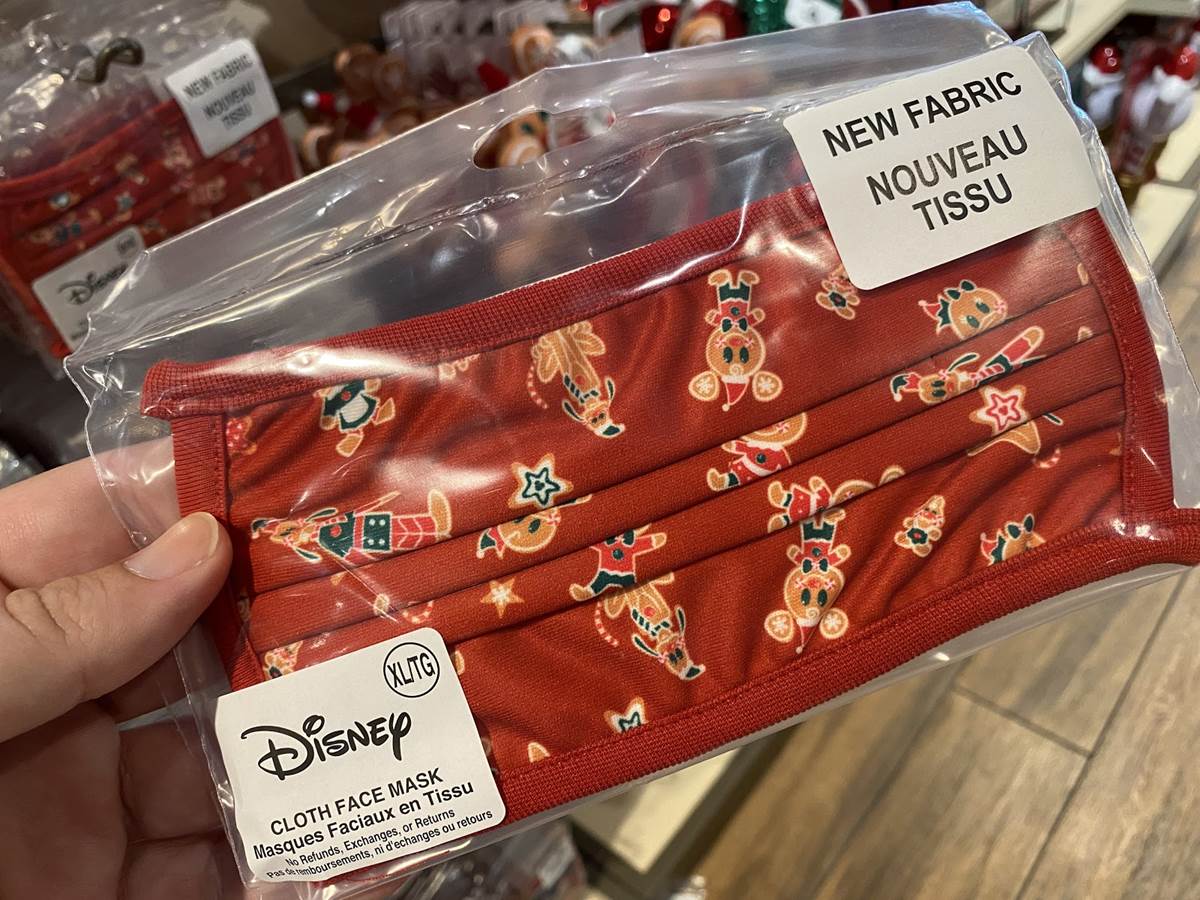 NEW FABRIC
NOUVEAU
TISSU
NEW FABRIC
NOUVEAU
TISSU
Disney
XL/TG
Disney
CLOTH FACE MASK
Masques Faciaux en Tissu
No Refunds, Exchanges, or Returns
Pas de remboursements, ni d'echanges ou retours